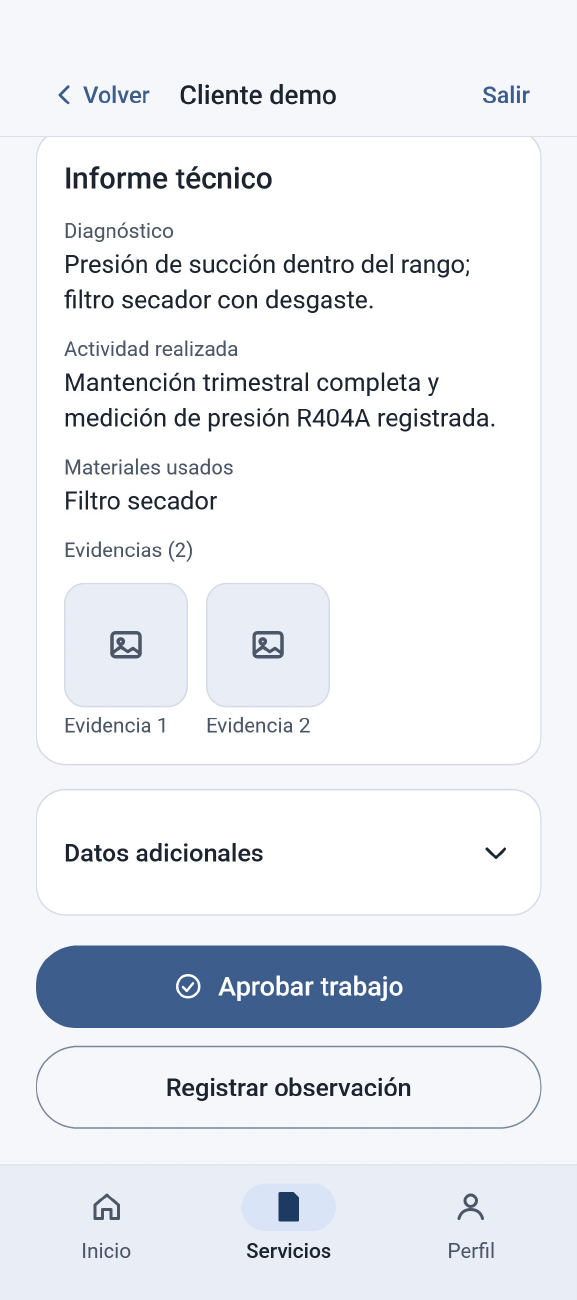 Volver
Cliente demo
Salir
Informe técnico
Diagnóstico
Presión de succión dentro del rango;
filtro secador con desgaste.
Actividad realizada
Mantención trimestral completa y
medición de presión R404A registrada.
Materiales usados
Filtro secador
Evidencias (2)
Evidencia 1
Evidencia 2
Datos adicionales
Aprobar trabajo
Registrar observación
Inicio
Servicios
Perfil